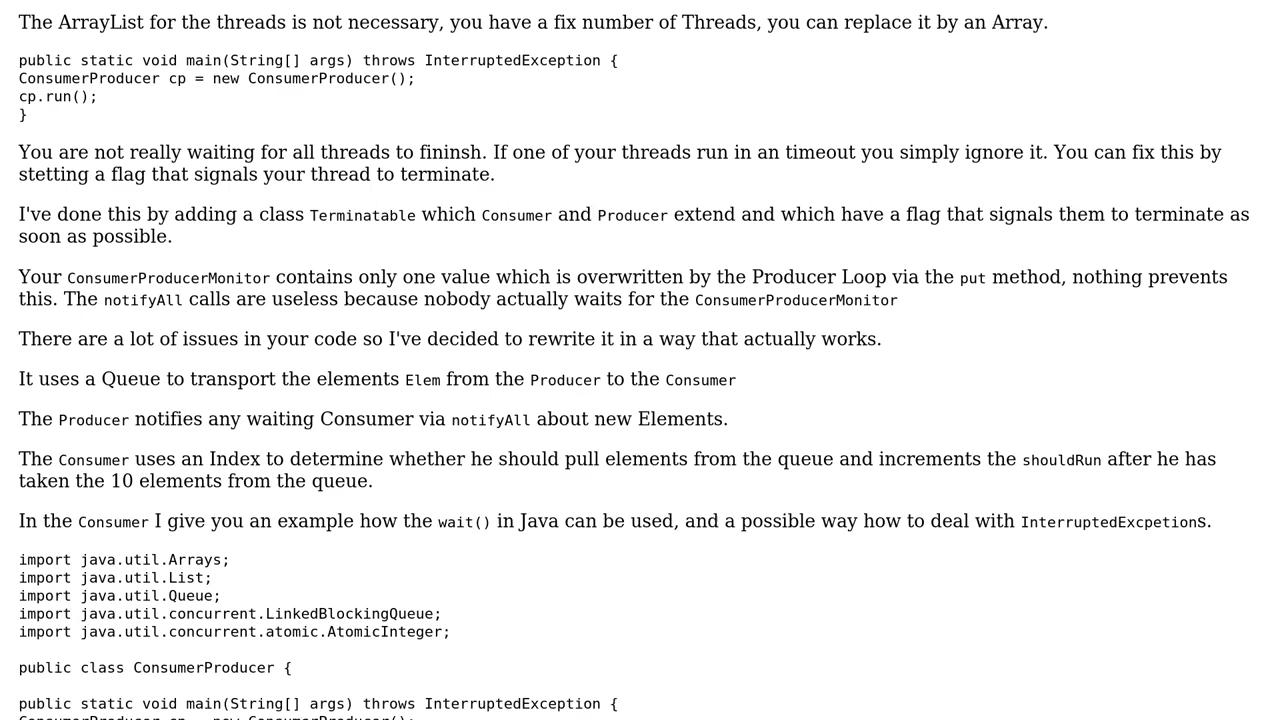 The ArrayList for the threads is not necessary, you have a fix number of Threads, you can replace it by an Array.
public static void main(String[] args) throws InterruptedException {
ConsumerProducer cp = new ConsumerProducer();
cp.run();
}
You are not really waiting for all threads to fininsh. If one of your threads run in an timeout you simply ignore it. You can fix this by
stetting a flag that signals your thread to terminate.
I've done this by adding a class Terminatable which Consumer and Producer extend and which have a flag that signals them to terminate as
soon as possible.
Your ConsumerProducerMonitor contains only one value which is overwritten by the Producer Loop via the put method, nothing prevents
this. The notifyAll calls are useless because nobody actually waits for the ConsumerProducerMonitor
There are a lot of issues in your code so I've decided to rewrite it in a way that actually works.
It uses a Queue to transport the elements Elem from the Producer to the Consumer
The Producer notifies any waiting Consumer via notifyAll about new Elements.
The Consumer uses an Index to determine whether he should pull elements from the queue and increments the shouldRun after he has
taken the 10 elements from the queue.
In the Consumer I give you an example how the wait() in Java can be used, and a possible way how to deal with InterruptedExcpetions.
import java.util.Arrays;
import java.util.List;
import java.util.Queue;
import java.util.concurrent.LinkedBlockingQueue;
import java.util.concurrent.atomic.AtomicInteger;
public class ConsumerProducer {
public static void main(String[] args) throws InterruptedException {
ConsumerProducer cp = new ConsumerProducer();